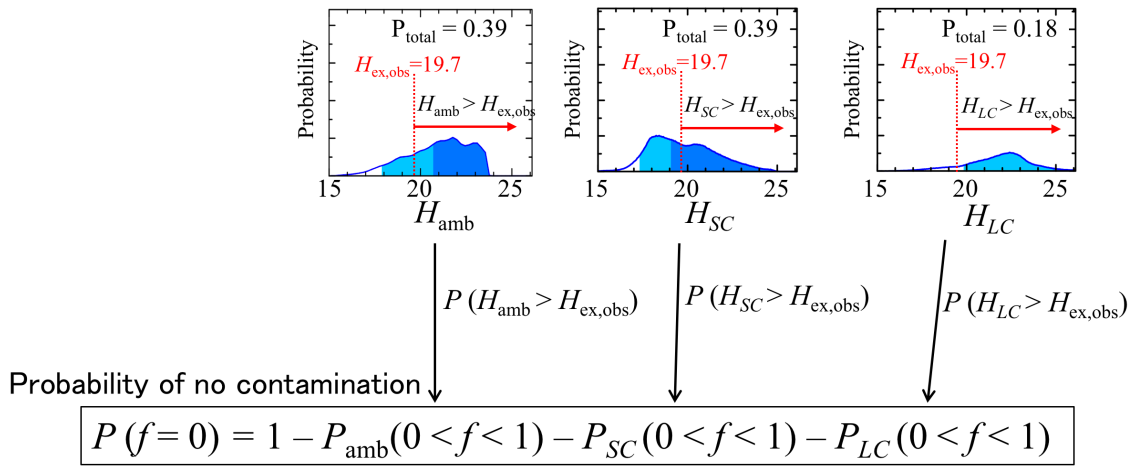 P_total = 0.39
H_ex,obs=19.7
H_amb > H_ex,obs
Probability
15 20 25
H_amb
P_total = 0.39
H_ex,obs=19.7
H_SC > H_ex,obs
Probability
15 20 25
H_SC
P_total = 0.18
H_ex,obs=19.7
H_LC > H_ex,obs
Probability
15 20 25
H_LC
P (H_amb > H_ex,obs)
P (H_SC > H_ex,obs)
P (H_LC > H_ex,obs)
Probability of no contamination
P (f = 0) = 1 – P_amb(0 < f < 1) – P_SC (0 < f < 1) – P_LC (0 < f < 1)